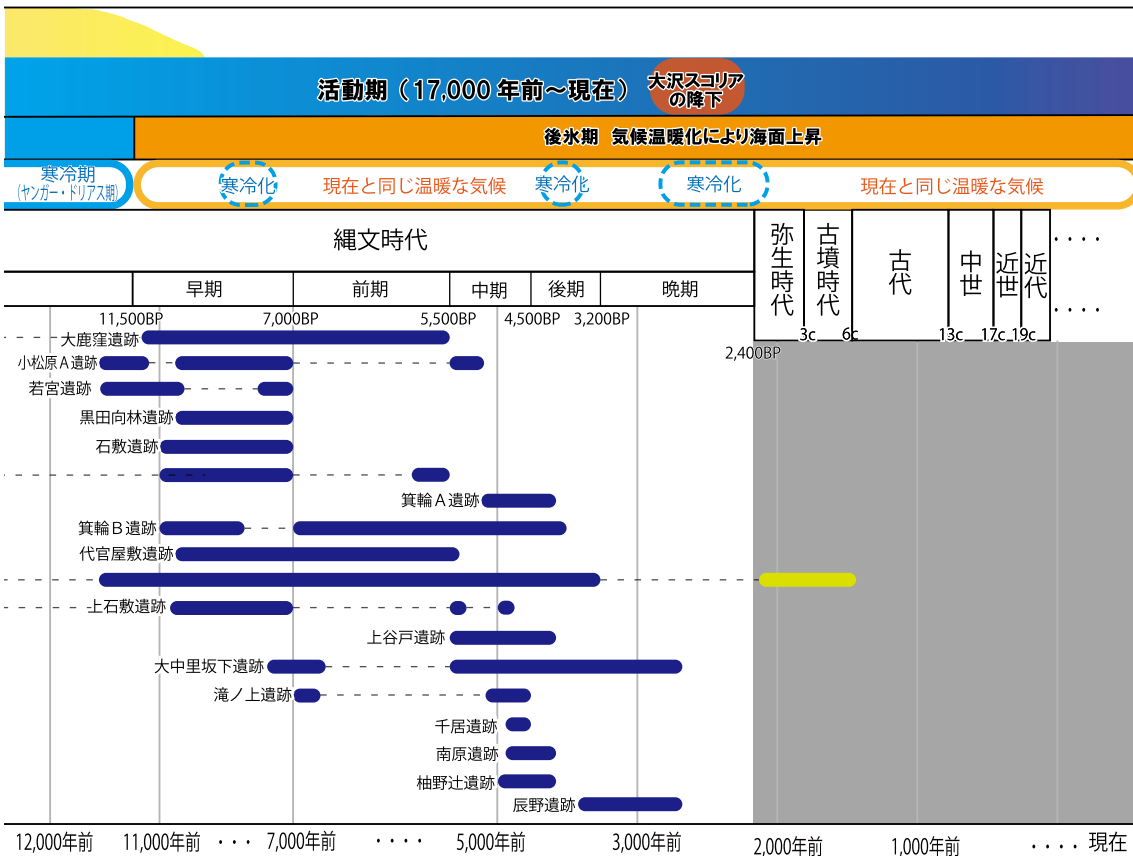 活動期（17,000 年前～現在）
大沢スコリア
の降下
後氷期　気候温暖化により海面上昇
寒冷期
（ヤンガー・ドリアス期）
寒冷化
現在と同じ温暖な気候
寒冷化
寒冷化
現在と同じ温暖な気候
縄文時代
弥生時代
古墳時代
古代
中世
近世
近代
・・・・
・・・・
早期
前期
中期
後期
晩期
11,500BP
7,000BP
5,500BP
4,500BP
3,200BP
2,400BP
3c
6c
13c
17c
19c
大鹿窪遺跡
小松原Ａ遺跡
若宮遺跡
黒田向林遺跡
石敷遺跡
箕輪Ａ遺跡
箕輪Ｂ遺跡
代官屋敷遺跡
上石敷遺跡
上谷戸遺跡
大中里坂下遺跡
滝ノ上遺跡
千居遺跡
南原遺跡
柚野辻遺跡
辰野遺跡
12,000年前
11,000年前
・・・
7,000年前
・・・・
5,000年前
3,000年前
2,000年前
1,000年前
・・・・
現在